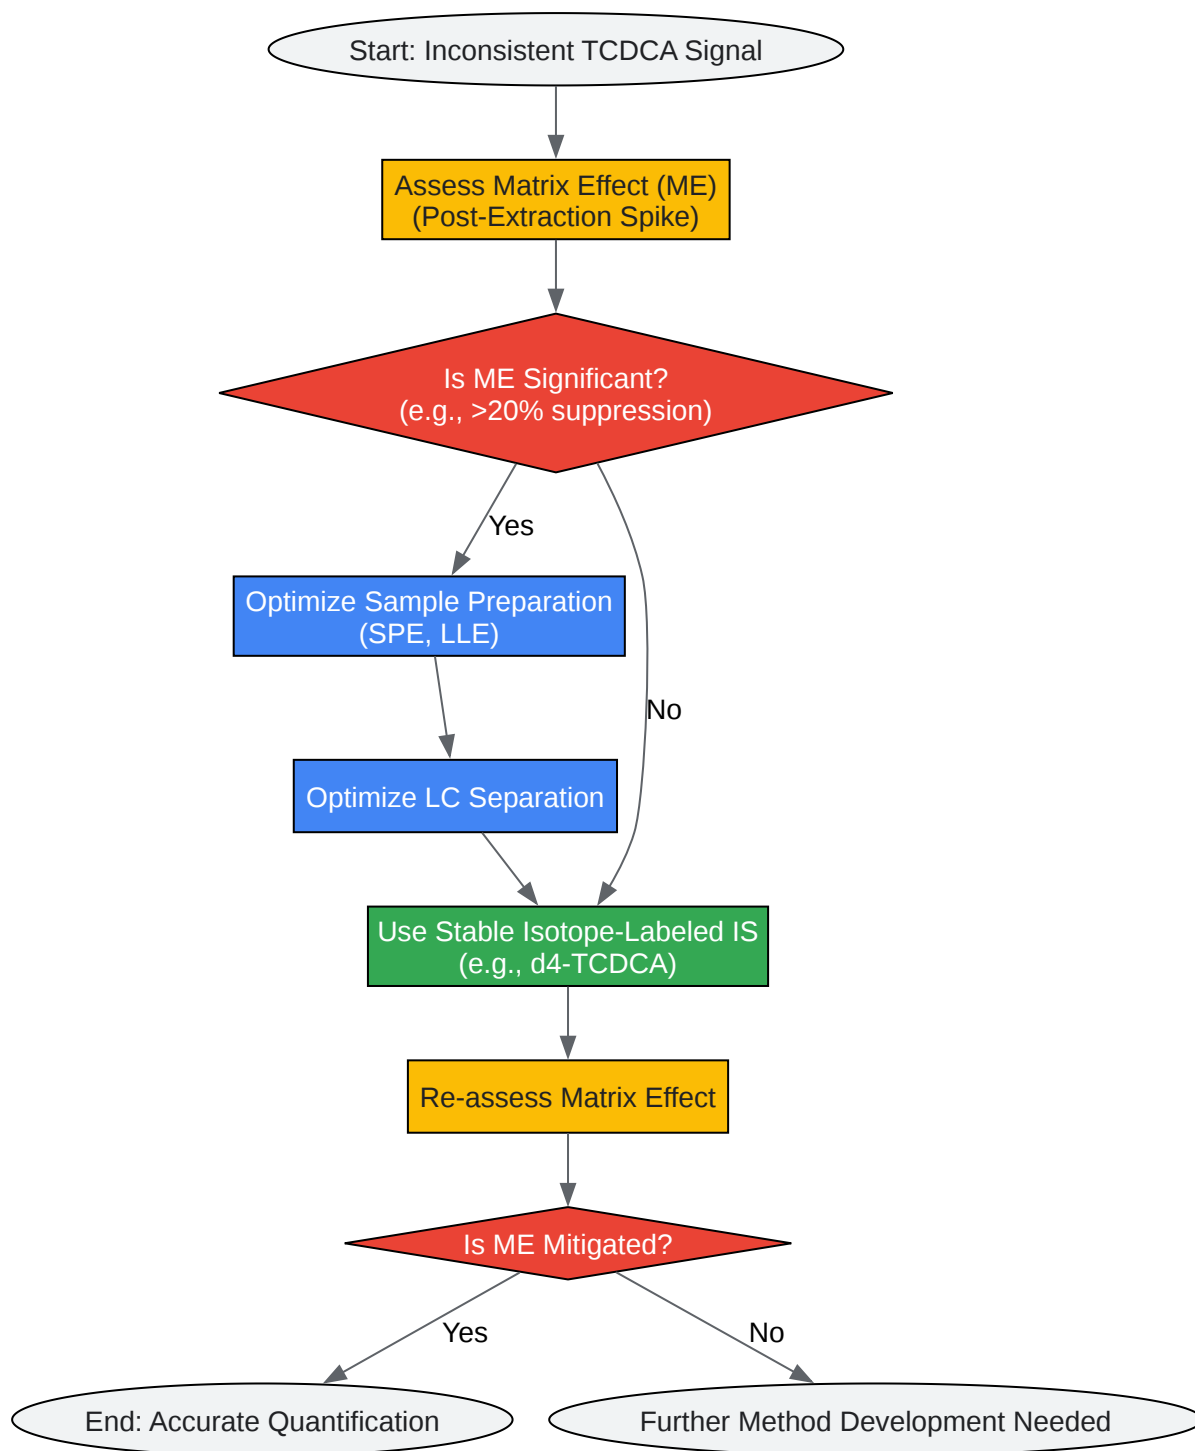 Start: Inconsistent TCDCA Signal
Assess Matrix Effect (ME)
(Post-Extraction Spike)
Is ME Significant?
(e.g., >20% suppression)
Yes
Optimize Sample Preparation
(SPE, LLE)
No
Optimize LC Separation
Use Stable Isotope-Labeled IS
(e.g., d4-TCDCA)
Re-assess Matrix Effect
Is ME Mitigated?
Yes
No
End: Accurate Quantification
Further Method Development Needed